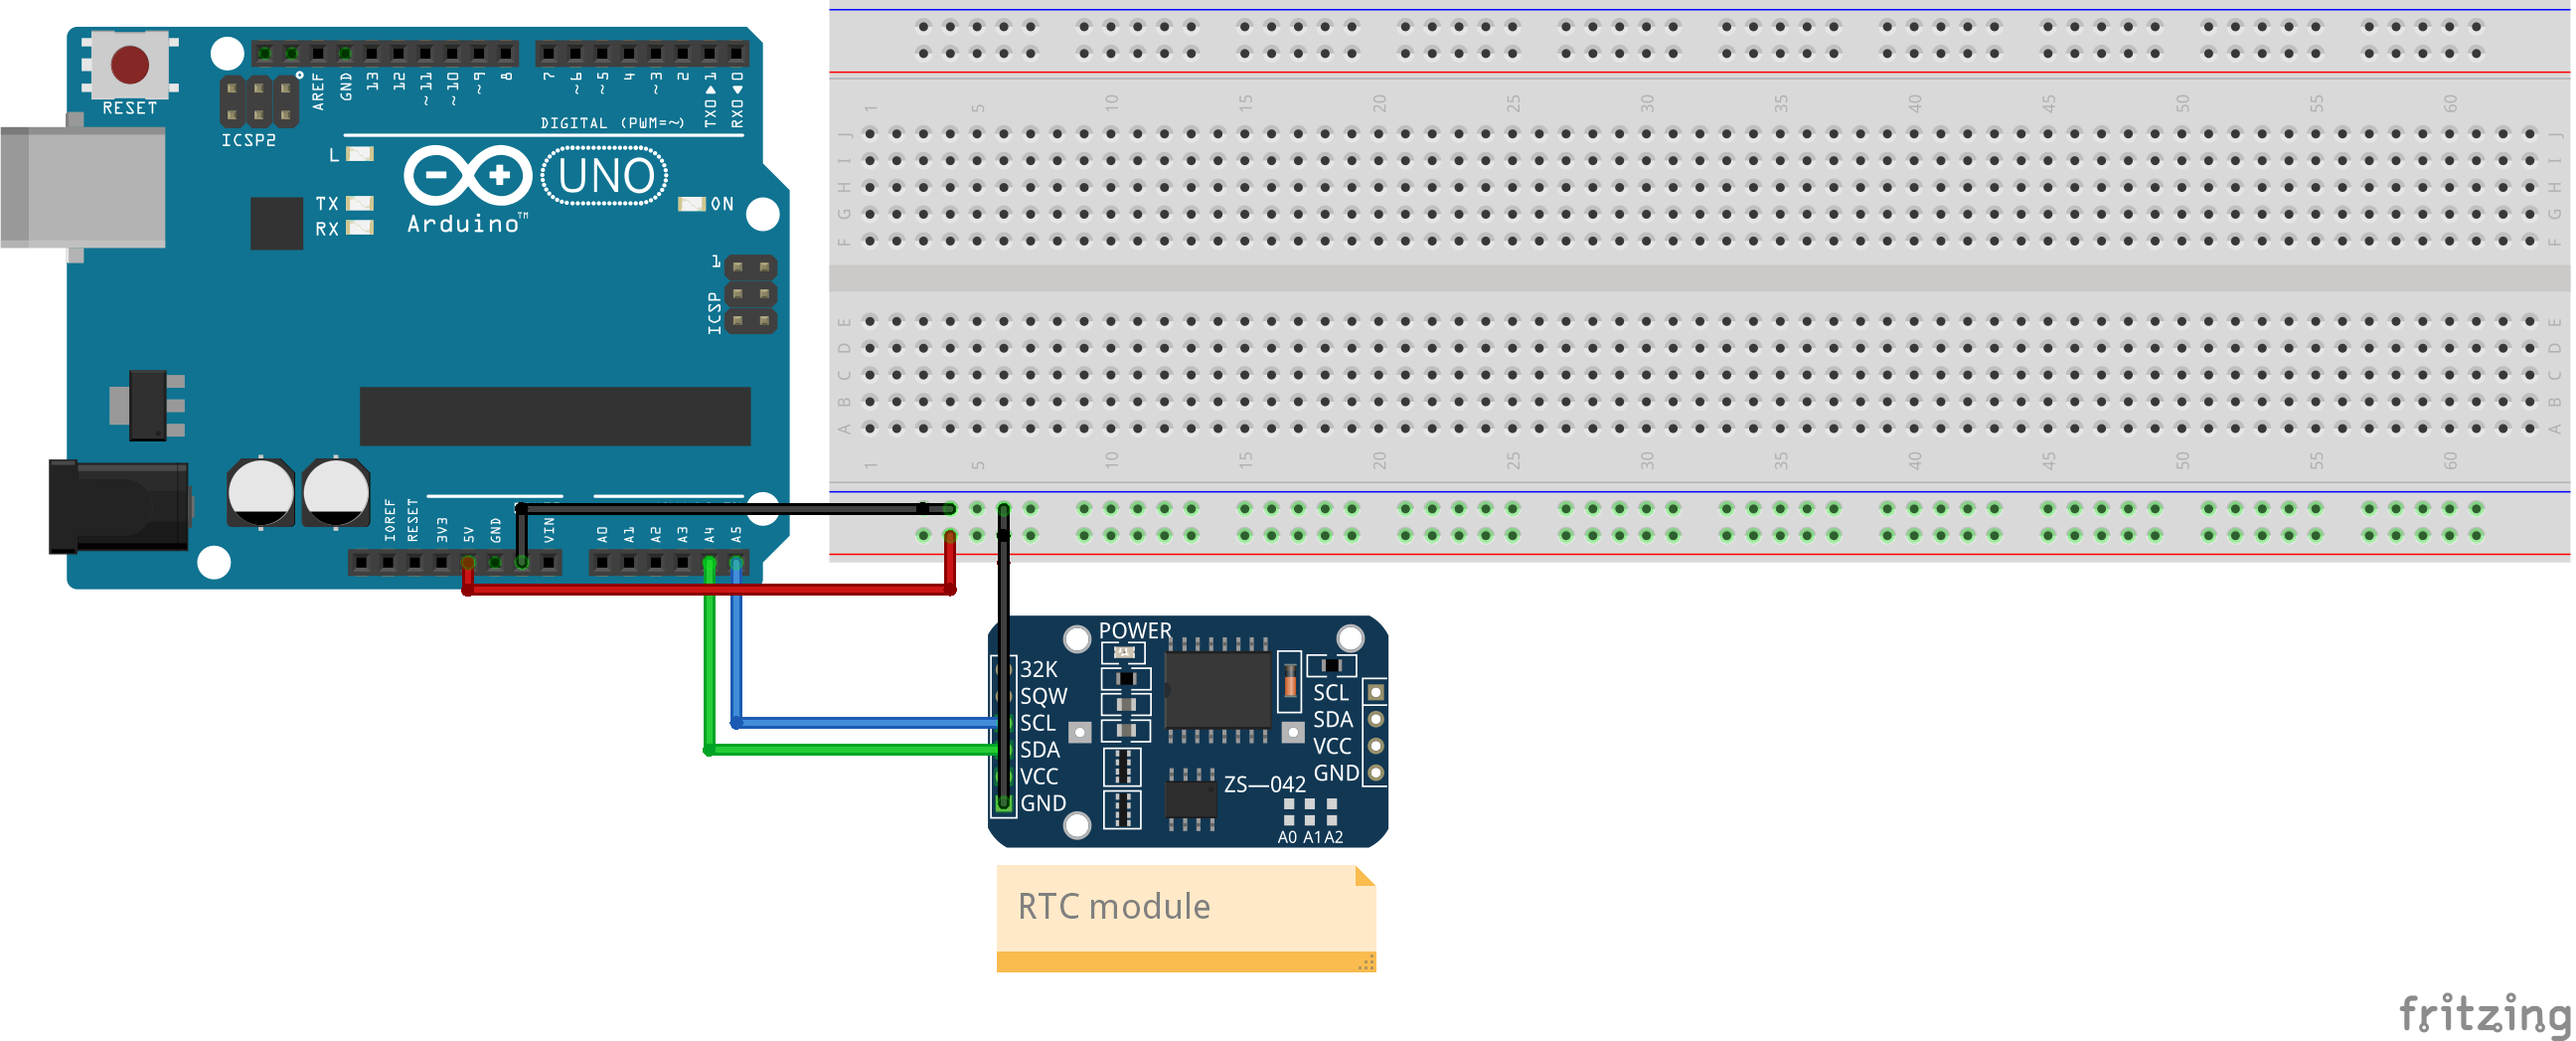 RESET
ICSP2
AREF
GND
13
12
~11
~10
~9
8
7
~6
~5
4
~3
2
TX0▶1
RX0◀0
DIGITAL (PWM=~)
L
TX
RX
Arduino™
UNO
ON
1
ICSP
IOREF
RESET
3V3
5V
GND
VIN
A0
A1
A2
A3
A4
A5
1 5 10 15 20 25 30 35 40 45 50 55 60
J J
I I
H H
G G
F F
E E
D D
C C
B B
A A
1 5 10 15 20 25 30 35 40 45 50 55 60
POWER
32K
SQW
SCL
SDA
VCC
GND
SCL
SDA
VCC
GND
ZS—042
A0 A1 A2
RTC module
fritzing